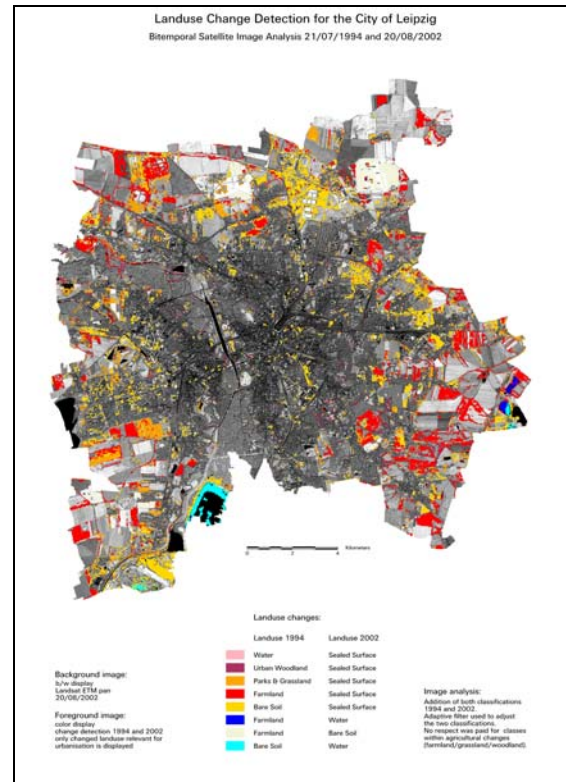 Landuse Change Detection for the City of Leipzig
Bitemporal Satellite Image Analysis 21/07/1994 and 20/08/2002
0 2 4 Kilometers
Landuse changes:
Landuse 1994 Landuse 2002
Water Sealed Surface
Urban Woodland Sealed Surface
Parks & Grassland Sealed Surface
Farmland Sealed Surface
Bare Soil Sealed Surface
Farmland Water
Farmland Bare Soil
Bare Soil Water
Background image:
b/w display
Landsat ETM pan
20/08/2002
Foreground image:
color display
change detection 1994 and 2002
only changed landuse relevant for
urbanisation is displayed
Image analysis:
Addition of both classifications
1994 and 2002.
Adaptive filter used to adjust
the two classifications.
No respect was paid for classes
within agricultural changes
(farmland/grassland/woodland)